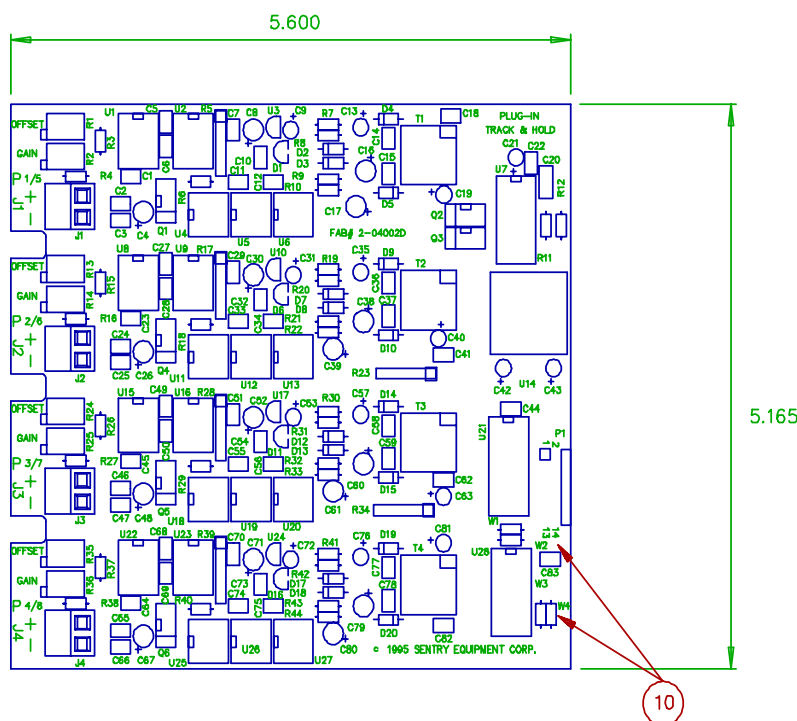 5.600
U1 C5 U2 R5 C7 C8 U3 C9 R7 C13 D4 C18
PLUG-IN
TRACK & HOLD
OFFSET R1 R3 R8 D2 D3 C14 T1 C21 C22
GAIN R2 C6 C10 D1 C16 C15 U7 C20
P 1/5 R4 C1 C11 C12 R9 R10 D5 C19 R12
J1 + - C2 C3 J1 C4 Q1 R6 U4 U5 U6 C17 Q2 Q3
FAB# 2-04002D
R11
U8 C27 U9 R17 C29 C30 U10 C31 R19 C35 D9
OFFSET R13 R15 R20 D7 D8 C36 T2
GAIN R14 C28 C32 D6 C38 C37
P 2/6 R16 C23 C33 C34 R21 R22 D10 C40
J2 + - C24 C25 J2 C26 Q4 R18 U11 U12 U13 C39 C41
R23 C42 U14 C43
U15 C49 U16 R28 C51 C52 U17 C53 R30 C57 D14 C44
OFFSET R24 R26 R31 D12 D13 C58 T3 U21 P1
GAIN R25 C50 C54 D11 C60 C59 1 2
P 3/7 R27 C45 C55 C56 R32 R33 D15 C62
J3 + - C46 C47 J3 C48 Q5 R29 U18 U19 U20 C61 R34 C63
5.165
U22 C68 U23 R39 C70 C71 U24 C72 R41 C76 D19 C81 W1 13 14
OFFSET R35 R37 R42 D17 D18 C77 T4 U28 W2
GAIN R36 C69 C73 D16 C79 C78 C83
P 4/8 R38 C64 R40 C74 C75 R43 R44 D20 W3 W4
J4 + - C65 C66 J4 C67 Q6 U25 U26 U27 C80 C82
© 1995 SENTRY EQUIPMENT CORP.
10